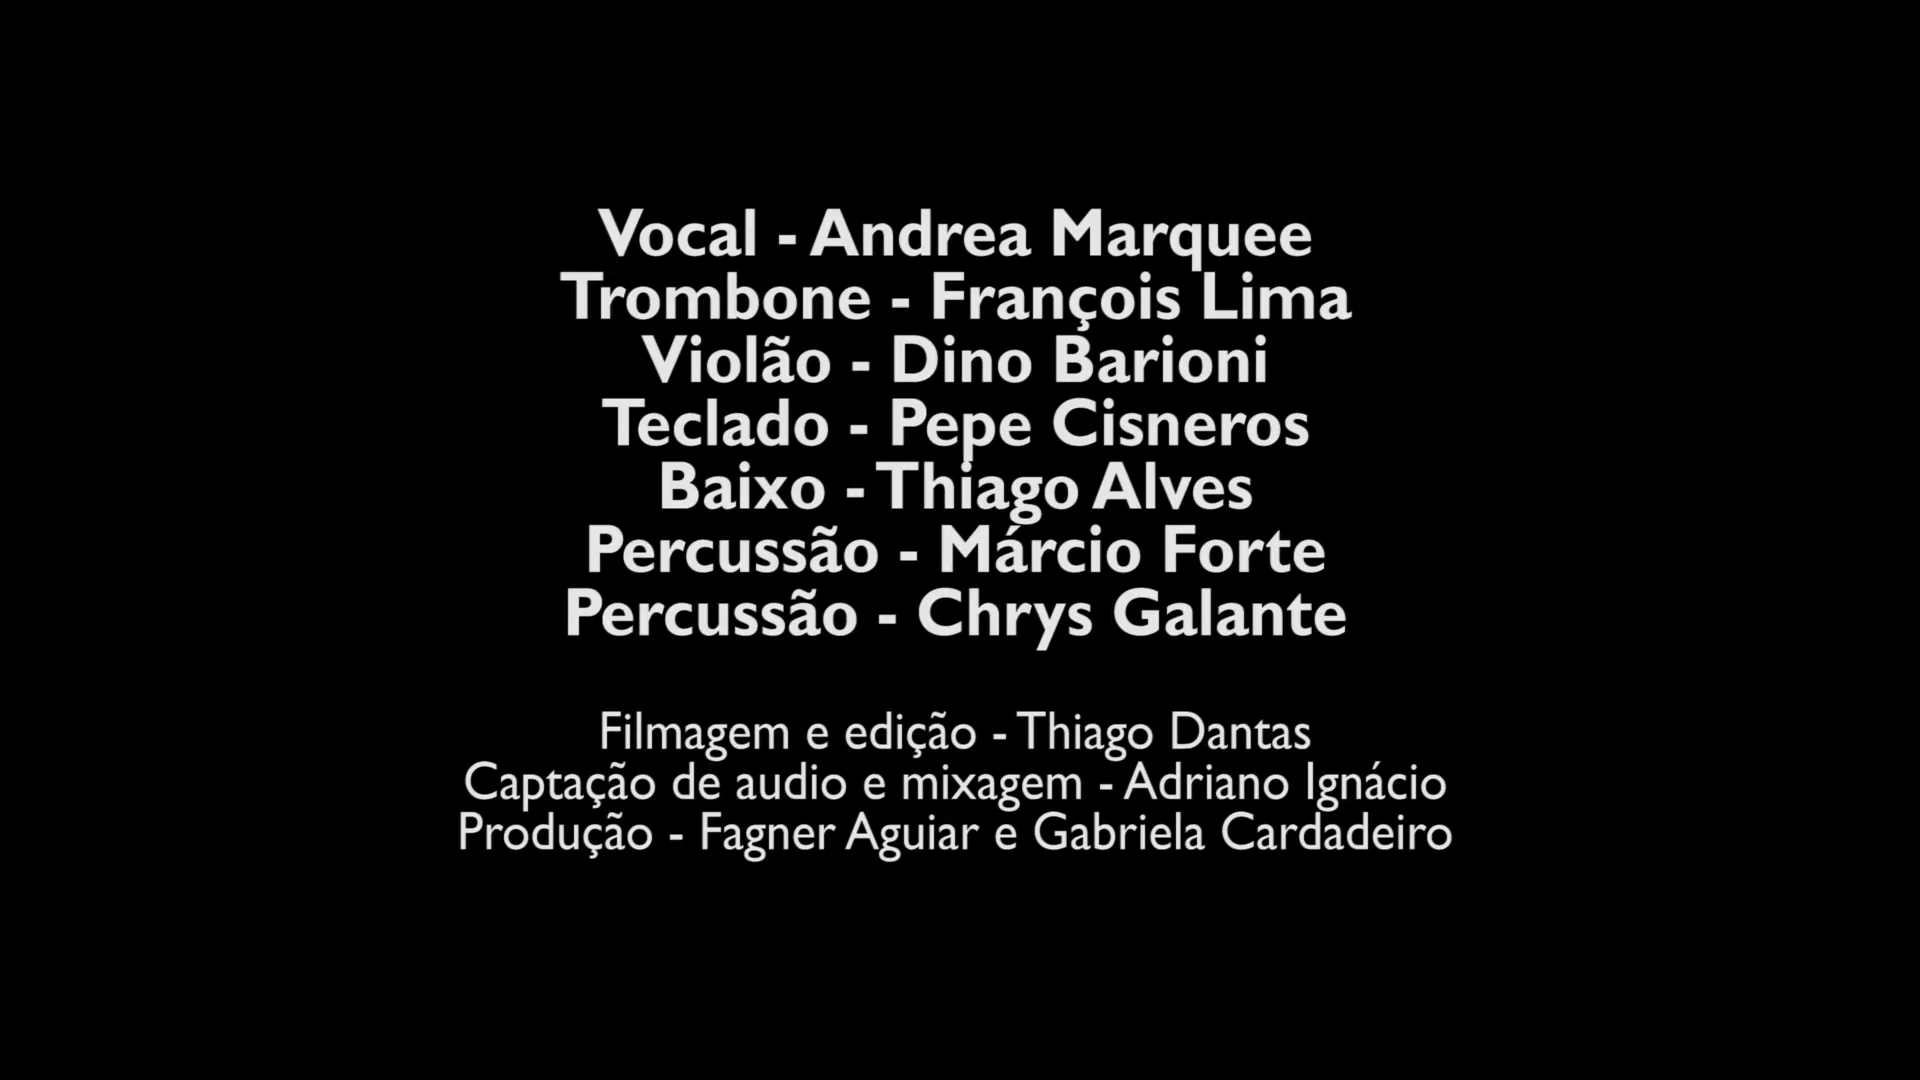 Vocal - Andrea Marquee
Trombone - François Lima
Violão - Dino Barioni
Teclado - Pepe Cisneros
Baixo - Thiago Alves
Percussão - Márcio Forte
Percussão - Chrys Galante
Filmagem e edição - Thiago Dantas
Captação de audio e mixagem - Adriano Ignácio
Produção - Fagner Aguiar e Gabriela Cardadeiro